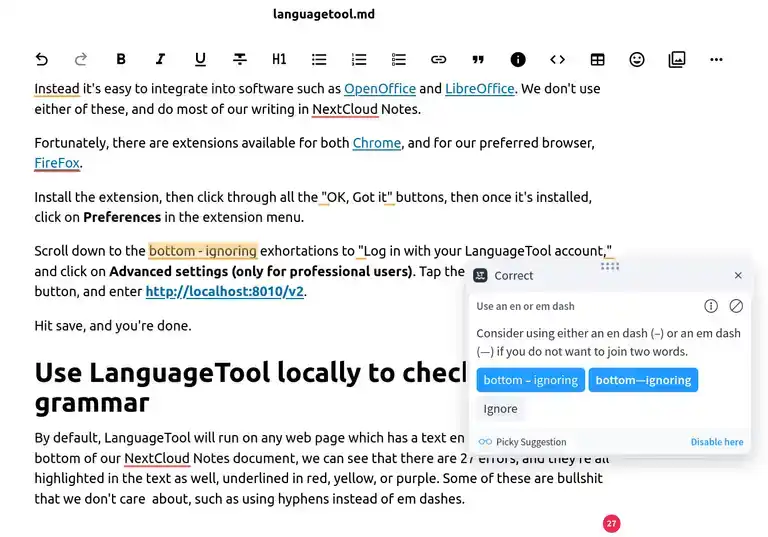 languagetool.md
H1
Instead it's easy to integrate into software such as OpenOffice and LibreOffice. We don't use
either of these, and do most of our writing in NextCloud Notes.
Fortunately, there are extensions available for both Chrome, and for our preferred browser,
FireFox.
Install the extension, then click through all the "OK, Got it" buttons, then once it's installed,
click on Preferences in the extension menu.
Scroll down to the bottom - ignoring exhortations to "Log in with your LanguageTool account,"
and click on Advanced settings (only for professional users). Tap the
button, and enter http://localhost:8010/v2.
Hit save, and you're done.
Use LanguageTool locally to check
grammar
By default, LanguageTool will run on any web page which has a text en
bottom of our NextCloud Notes document, we can see that there are 27 errors, and they're all
highlighted in the text as well, underlined in red, yellow, or purple. Some of these are bullshit
that we don't care  about, such as using hyphens instead of em dashes.
Correct
Use an en or em dash
Consider using either an en dash (–) or an em dash
(—) if you do not want to join two words.
bottom – ignoring bottom—ignoring
Ignore
Picky Suggestion Disable here
27